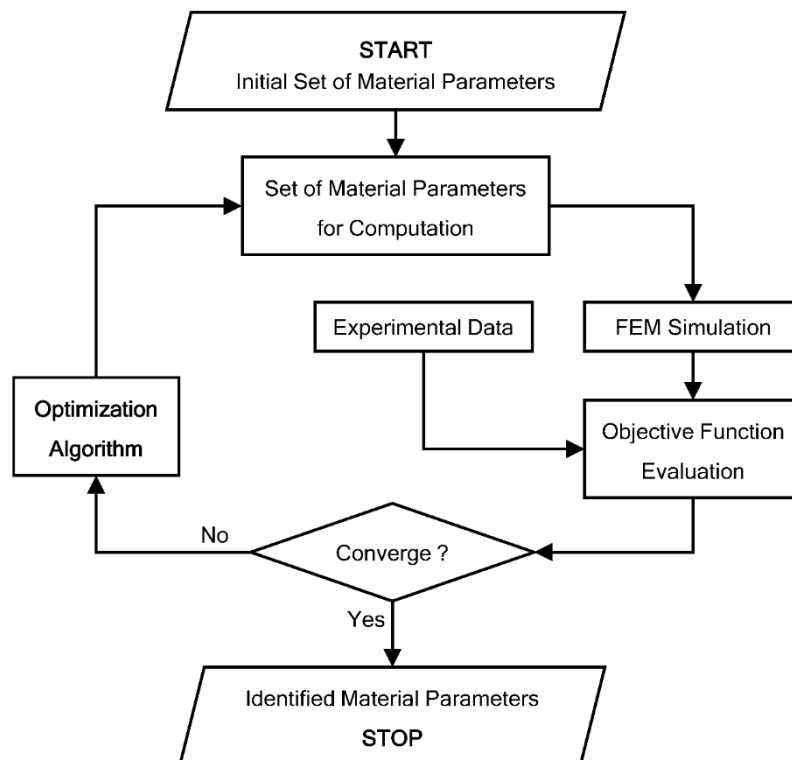 START
Initial Set of Material Parameters
Set of Material Parameters
for Computation
Experimental Data
FEM Simulation
Optimization
Algorithm
Objective Function
Evaluation
No
Converge ?
Yes
Identified Material Parameters
STOP